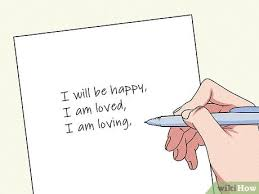 I will be happy,
I am loved,
I am loving.
wikiHow